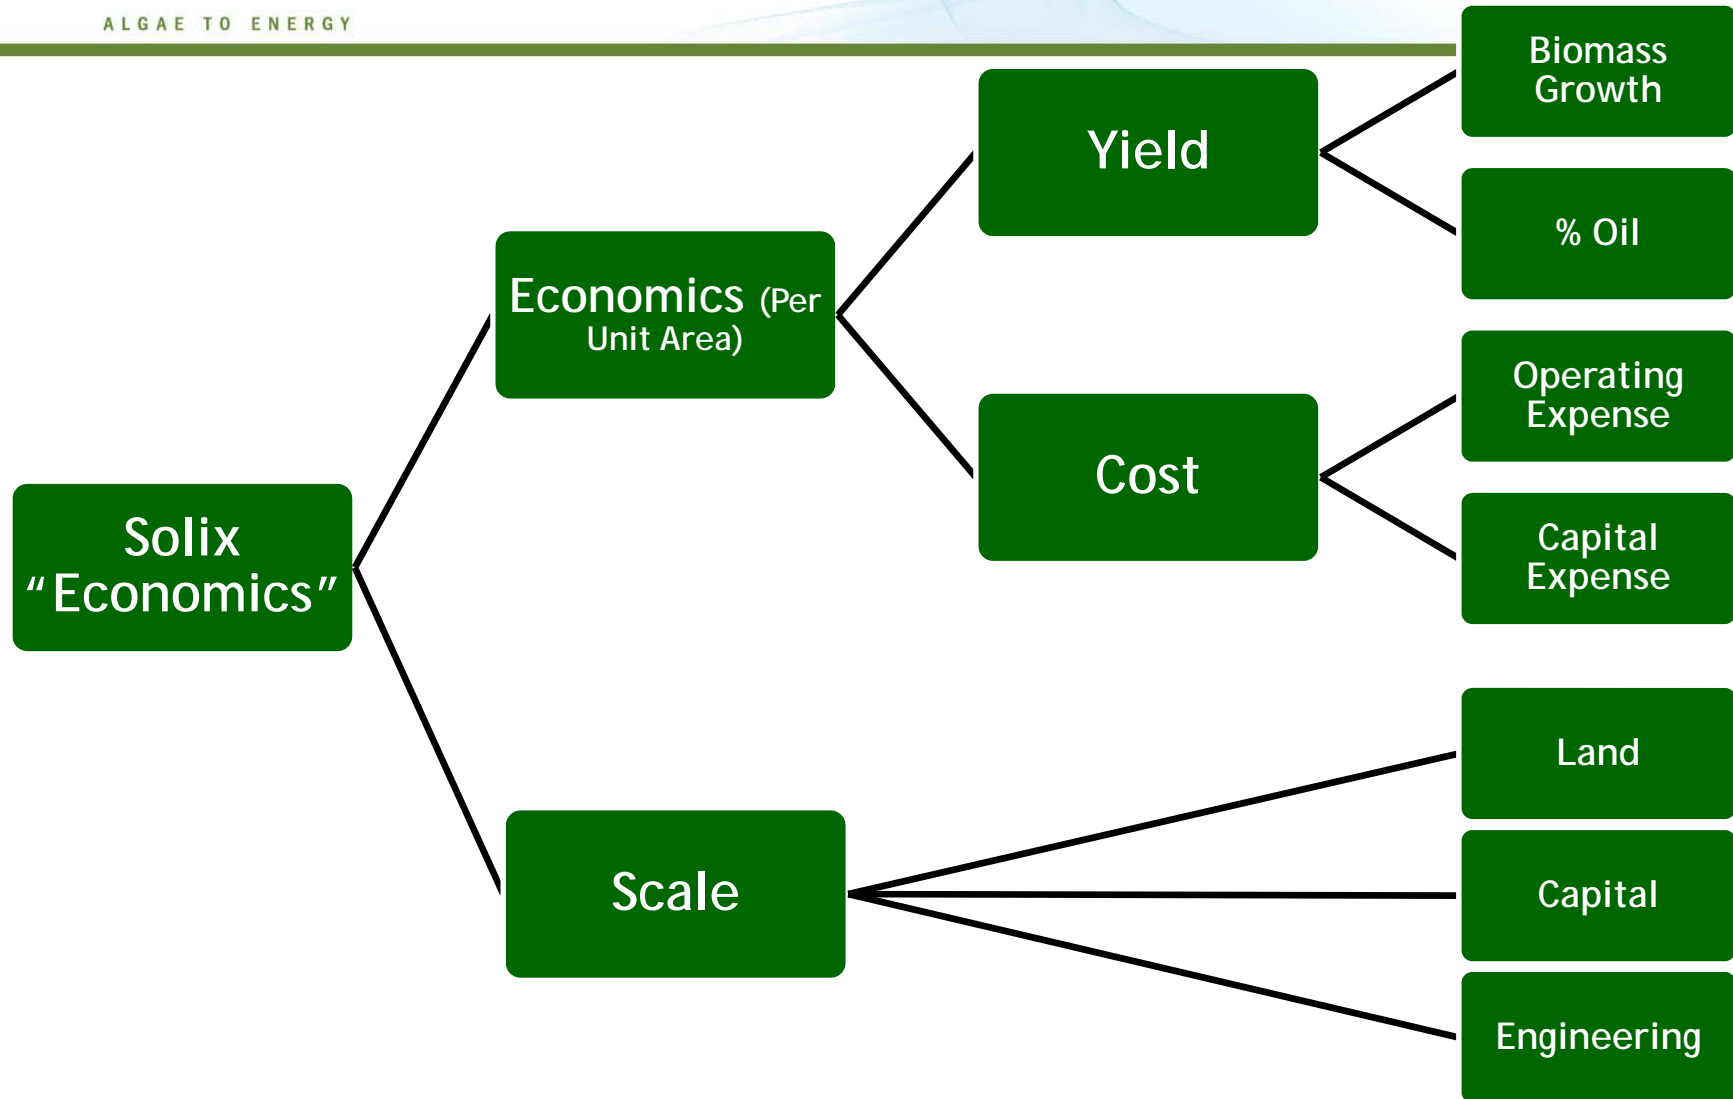 ALGAE TO ENERGY
Biomass
Growth
Yield
% Oil
Economics (Per
Unit Area)
Operating
Expense
Cost
Capital
Expense
Solix
“Economics”
Land
Scale
Capital
Engineering